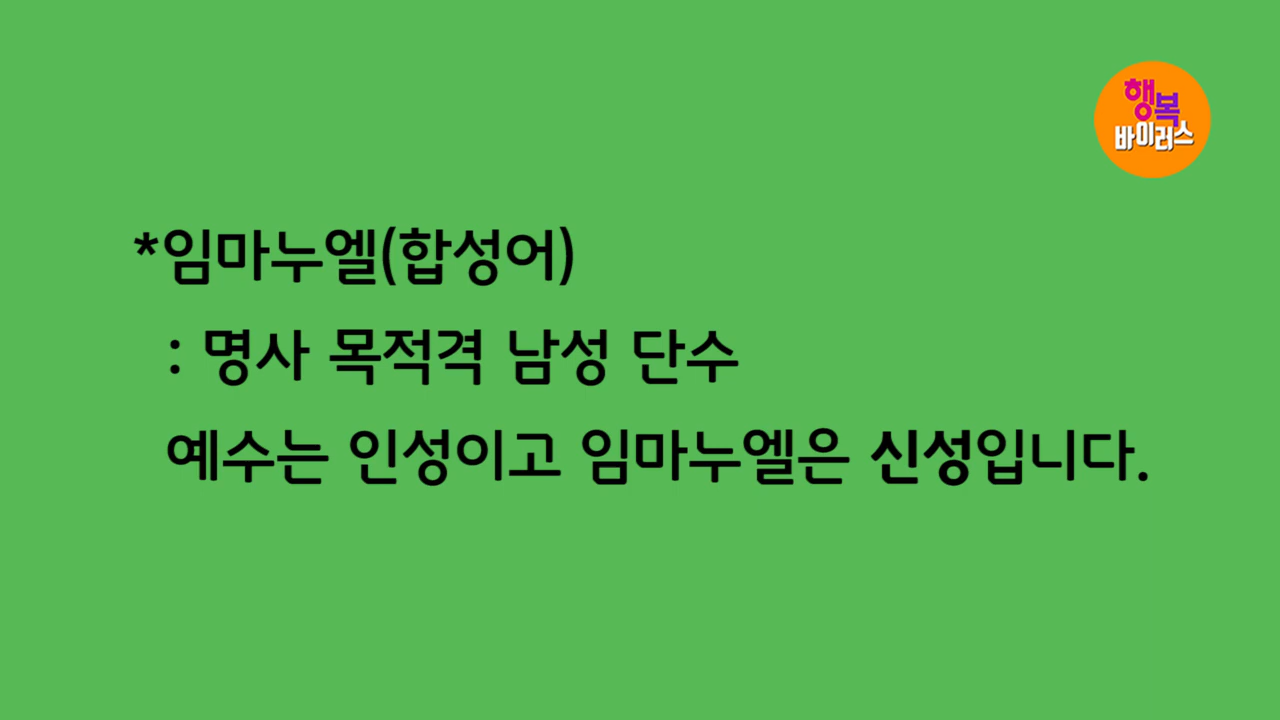 행복
바이러스
*임마누엘(합성어)
: 명사 목적격 남성 단수
예수는 인성이고 임마누엘은 신성입니다.